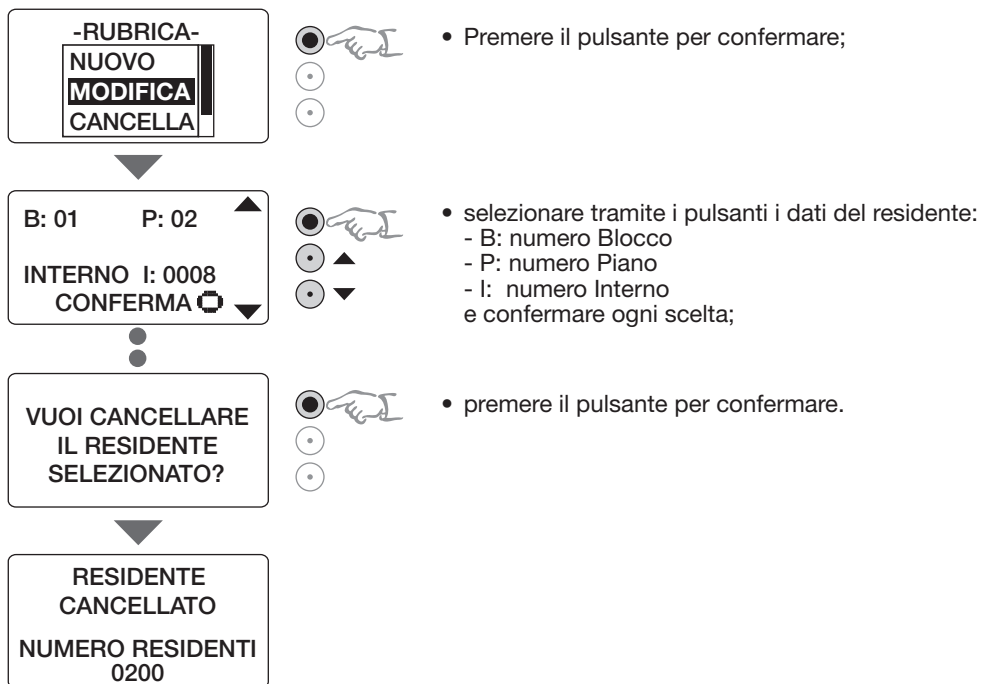 -RUBRICA-
NUOVO
MODIFICA
CANCELLA
• Premere il pulsante per confermare;
B: 01 P: 02
INTERNO I: 0008
CONFERMA
• selezionare tramite i pulsanti i dati del residente:
- B: numero Blocco
- P: numero Piano
- I: numero Interno
e confermare ogni scelta;
VUOI CANCELLARE
IL RESIDENTE
SELEZIONATO?
• premere il pulsante per confermare.
RESIDENTE
CANCELLATO
NUMERO RESIDENTI
0200